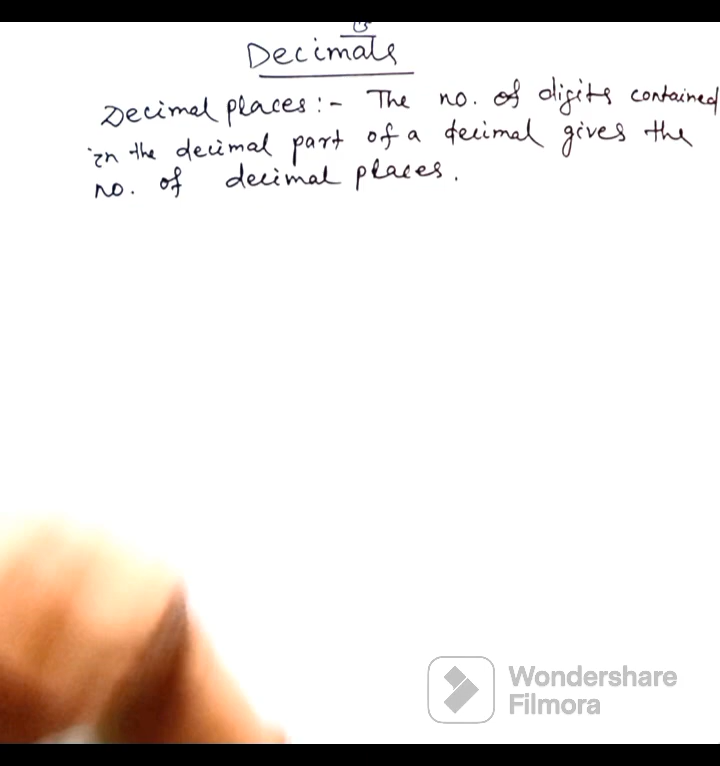 Decimals
Decimal places :- The no. of digits contained
in the decimal part of a decimal gives the
no. of decimal places.
Wondershare
Filmora